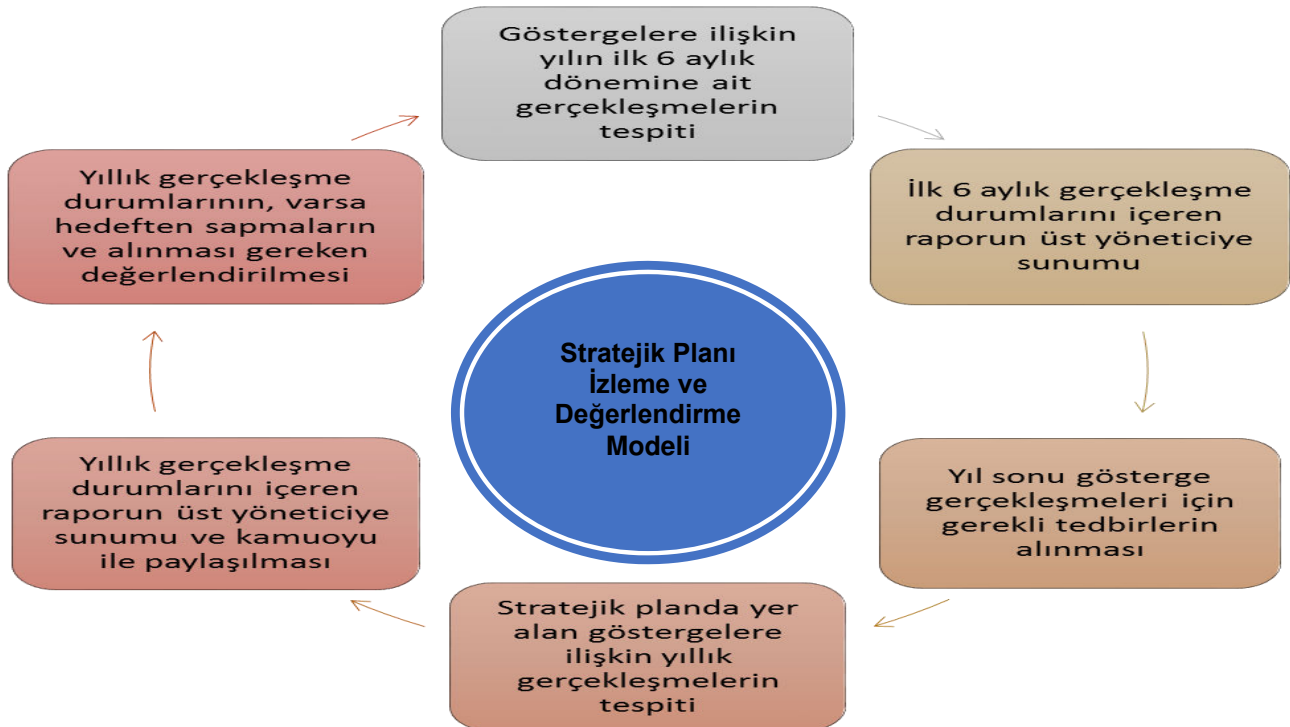 Göstergelere ilişkin
yılın ilk 6 aylık
dönemine ait
gerçekleşmelerin
tespiti
İlk 6 aylık gerçekleşme
durumlarını içeren
raporun üst yöneticiye
sunumu
Yıl sonu gösterge
gerçekleşmeleri için
gerekli tedbirlerin
alınması
Stratejik planda yer
alan göstergelere
ilişkin yıllık
gerçekleşmelerin
tespiti
Yıllık gerçekleşme
durumlarını içeren
raporun üst yöneticiye
sunumu ve kamuoyu
ile paylaşılması
Yıllık gerçekleşme
durumlarının, varsa
hedeften sapmaların
ve alınması gereken
değerlendirilmesi
Stratejik Planı
İzleme ve
Değerlendirme
Modeli